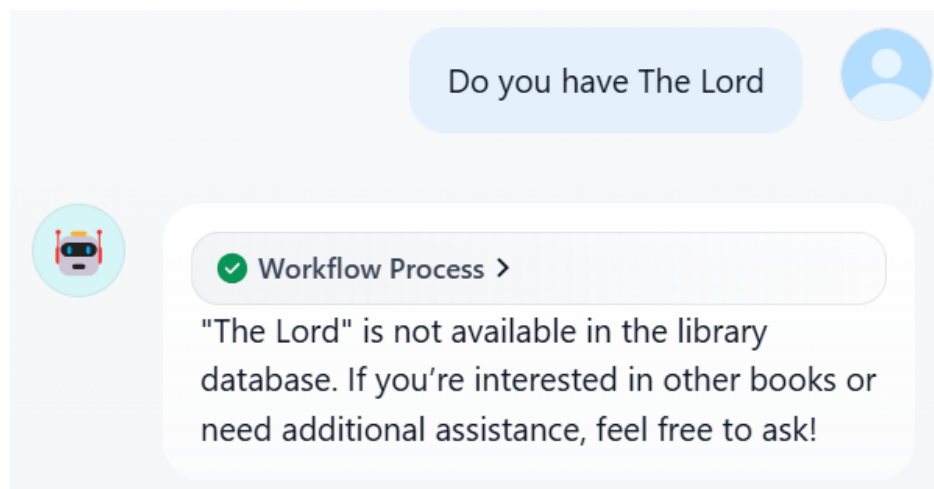 Do you have The Lord
Workflow Process
"The Lord" is not available in the library
database. If you’re interested in other books or
need additional assistance, feel free to ask!